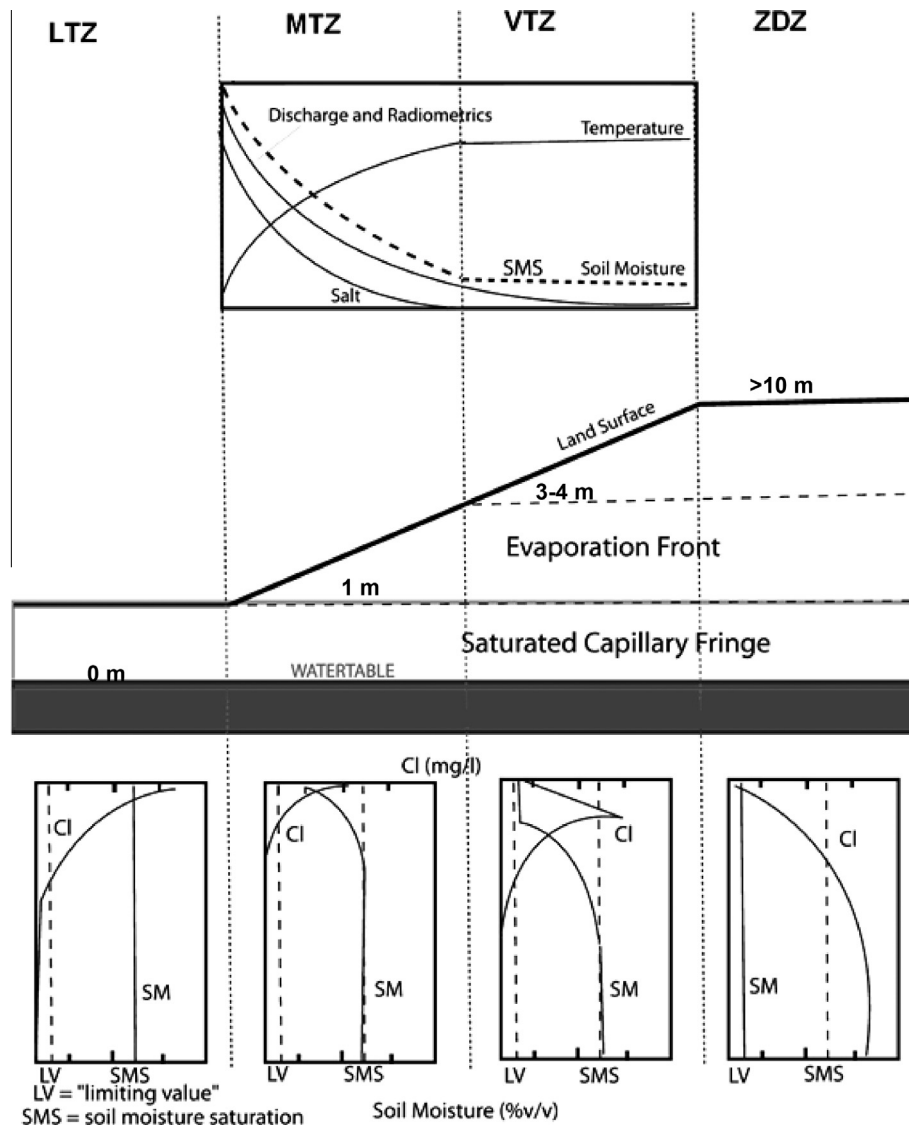 LTZ MTZ VTZ ZDZ
Discharge and Radiometrics
Temperature
SMS Soil Moisture
Salt
>10 m
Land Surface
3-4 m
Evaporation Front
1 m
Saturated Capillary Fringe
0 m WATERTABLE
Cl (mg/l)
Cl Cl Cl Cl
SM SM SM SM
LV SMS LV SMS LV SMS LV SMS
LV = "limiting value"
SMS = soil moisture saturation
Soil Moisture (%v/v)